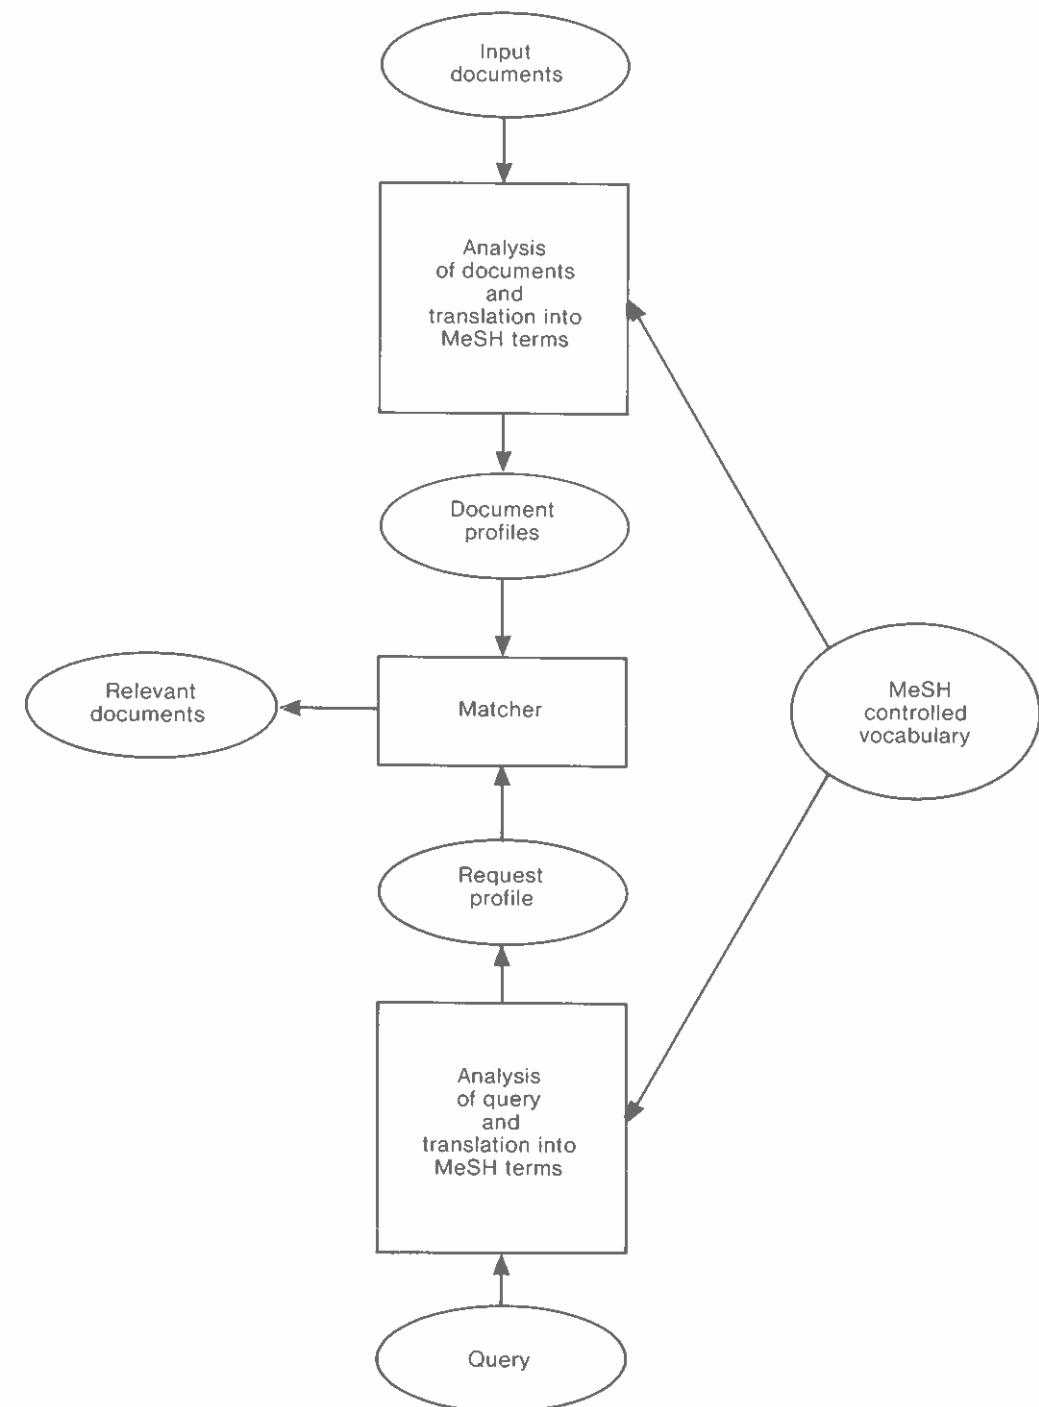 Input
documents
Analysis
of documents
and
translation into
MeSH terms
Document
profiles
Relevant
documents
Matcher
MeSH
controlled
vocabulary
Request
profile
Analysis
of query
and
translation into
MeSH terms
Query